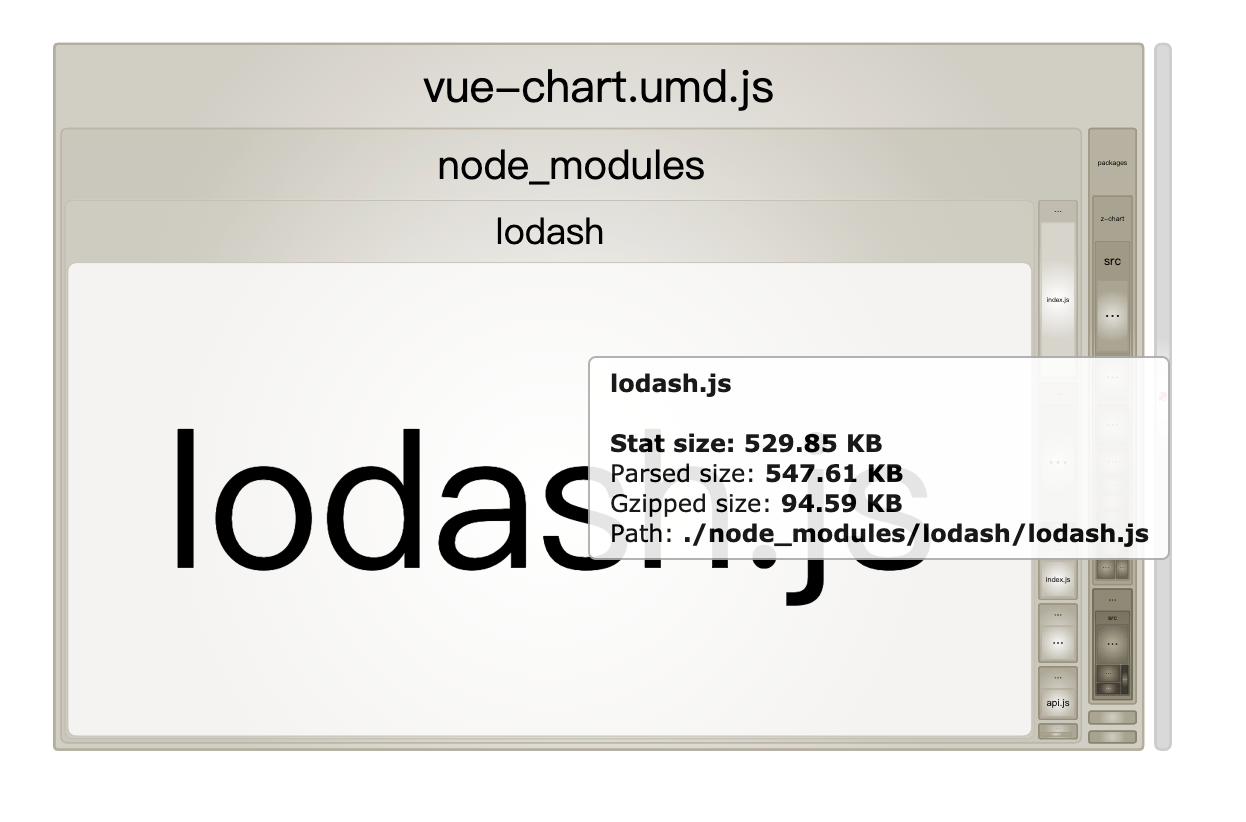 vue-chart.umd.js
node_modules
packages
lodash
...
z-chart
src
index.js
...
lodash.js
lodash.js
Stat size: 529.85 KB
Parsed size: 547.61 KB
Gzipped size: 94.59 KB
Path: ./node_modules/lodash/lodash.js
index.js
...
...
...
...
src
...
...
...
api.js